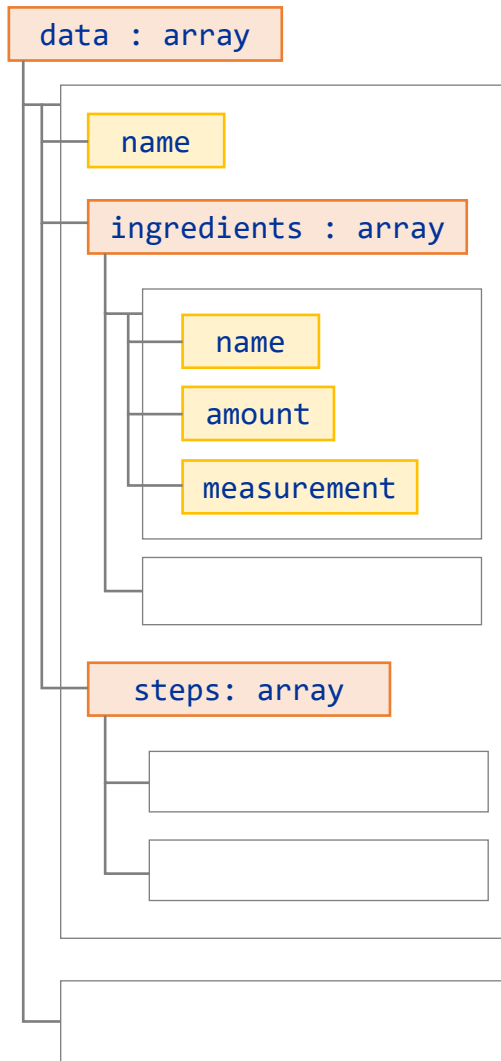 data : array
name
ingredients : array
name
amount
measurement
steps: array